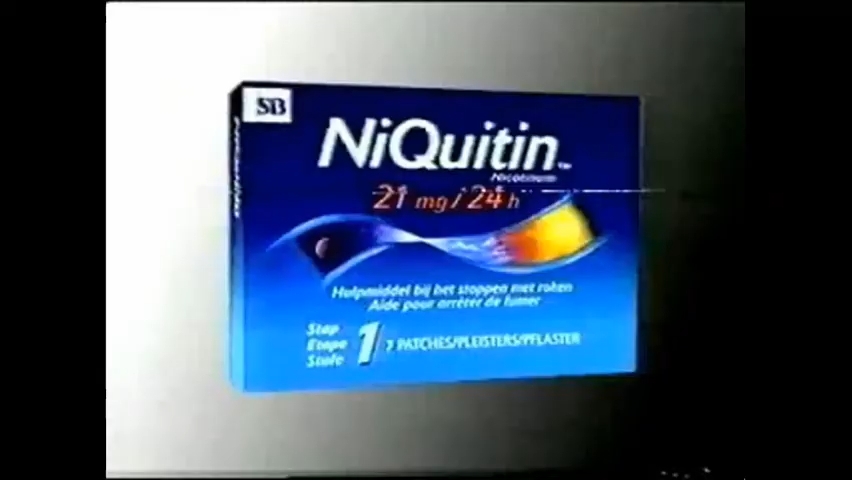 SB
NiQuitin™
Nicotinum
21 mg / 24 h
Hulpmiddel bij het stoppen met roken
Aide pour arrêter de fumer
Stap
Etape
Stufe
1
7 PATCHES/PLEISTERS/PFLASTER